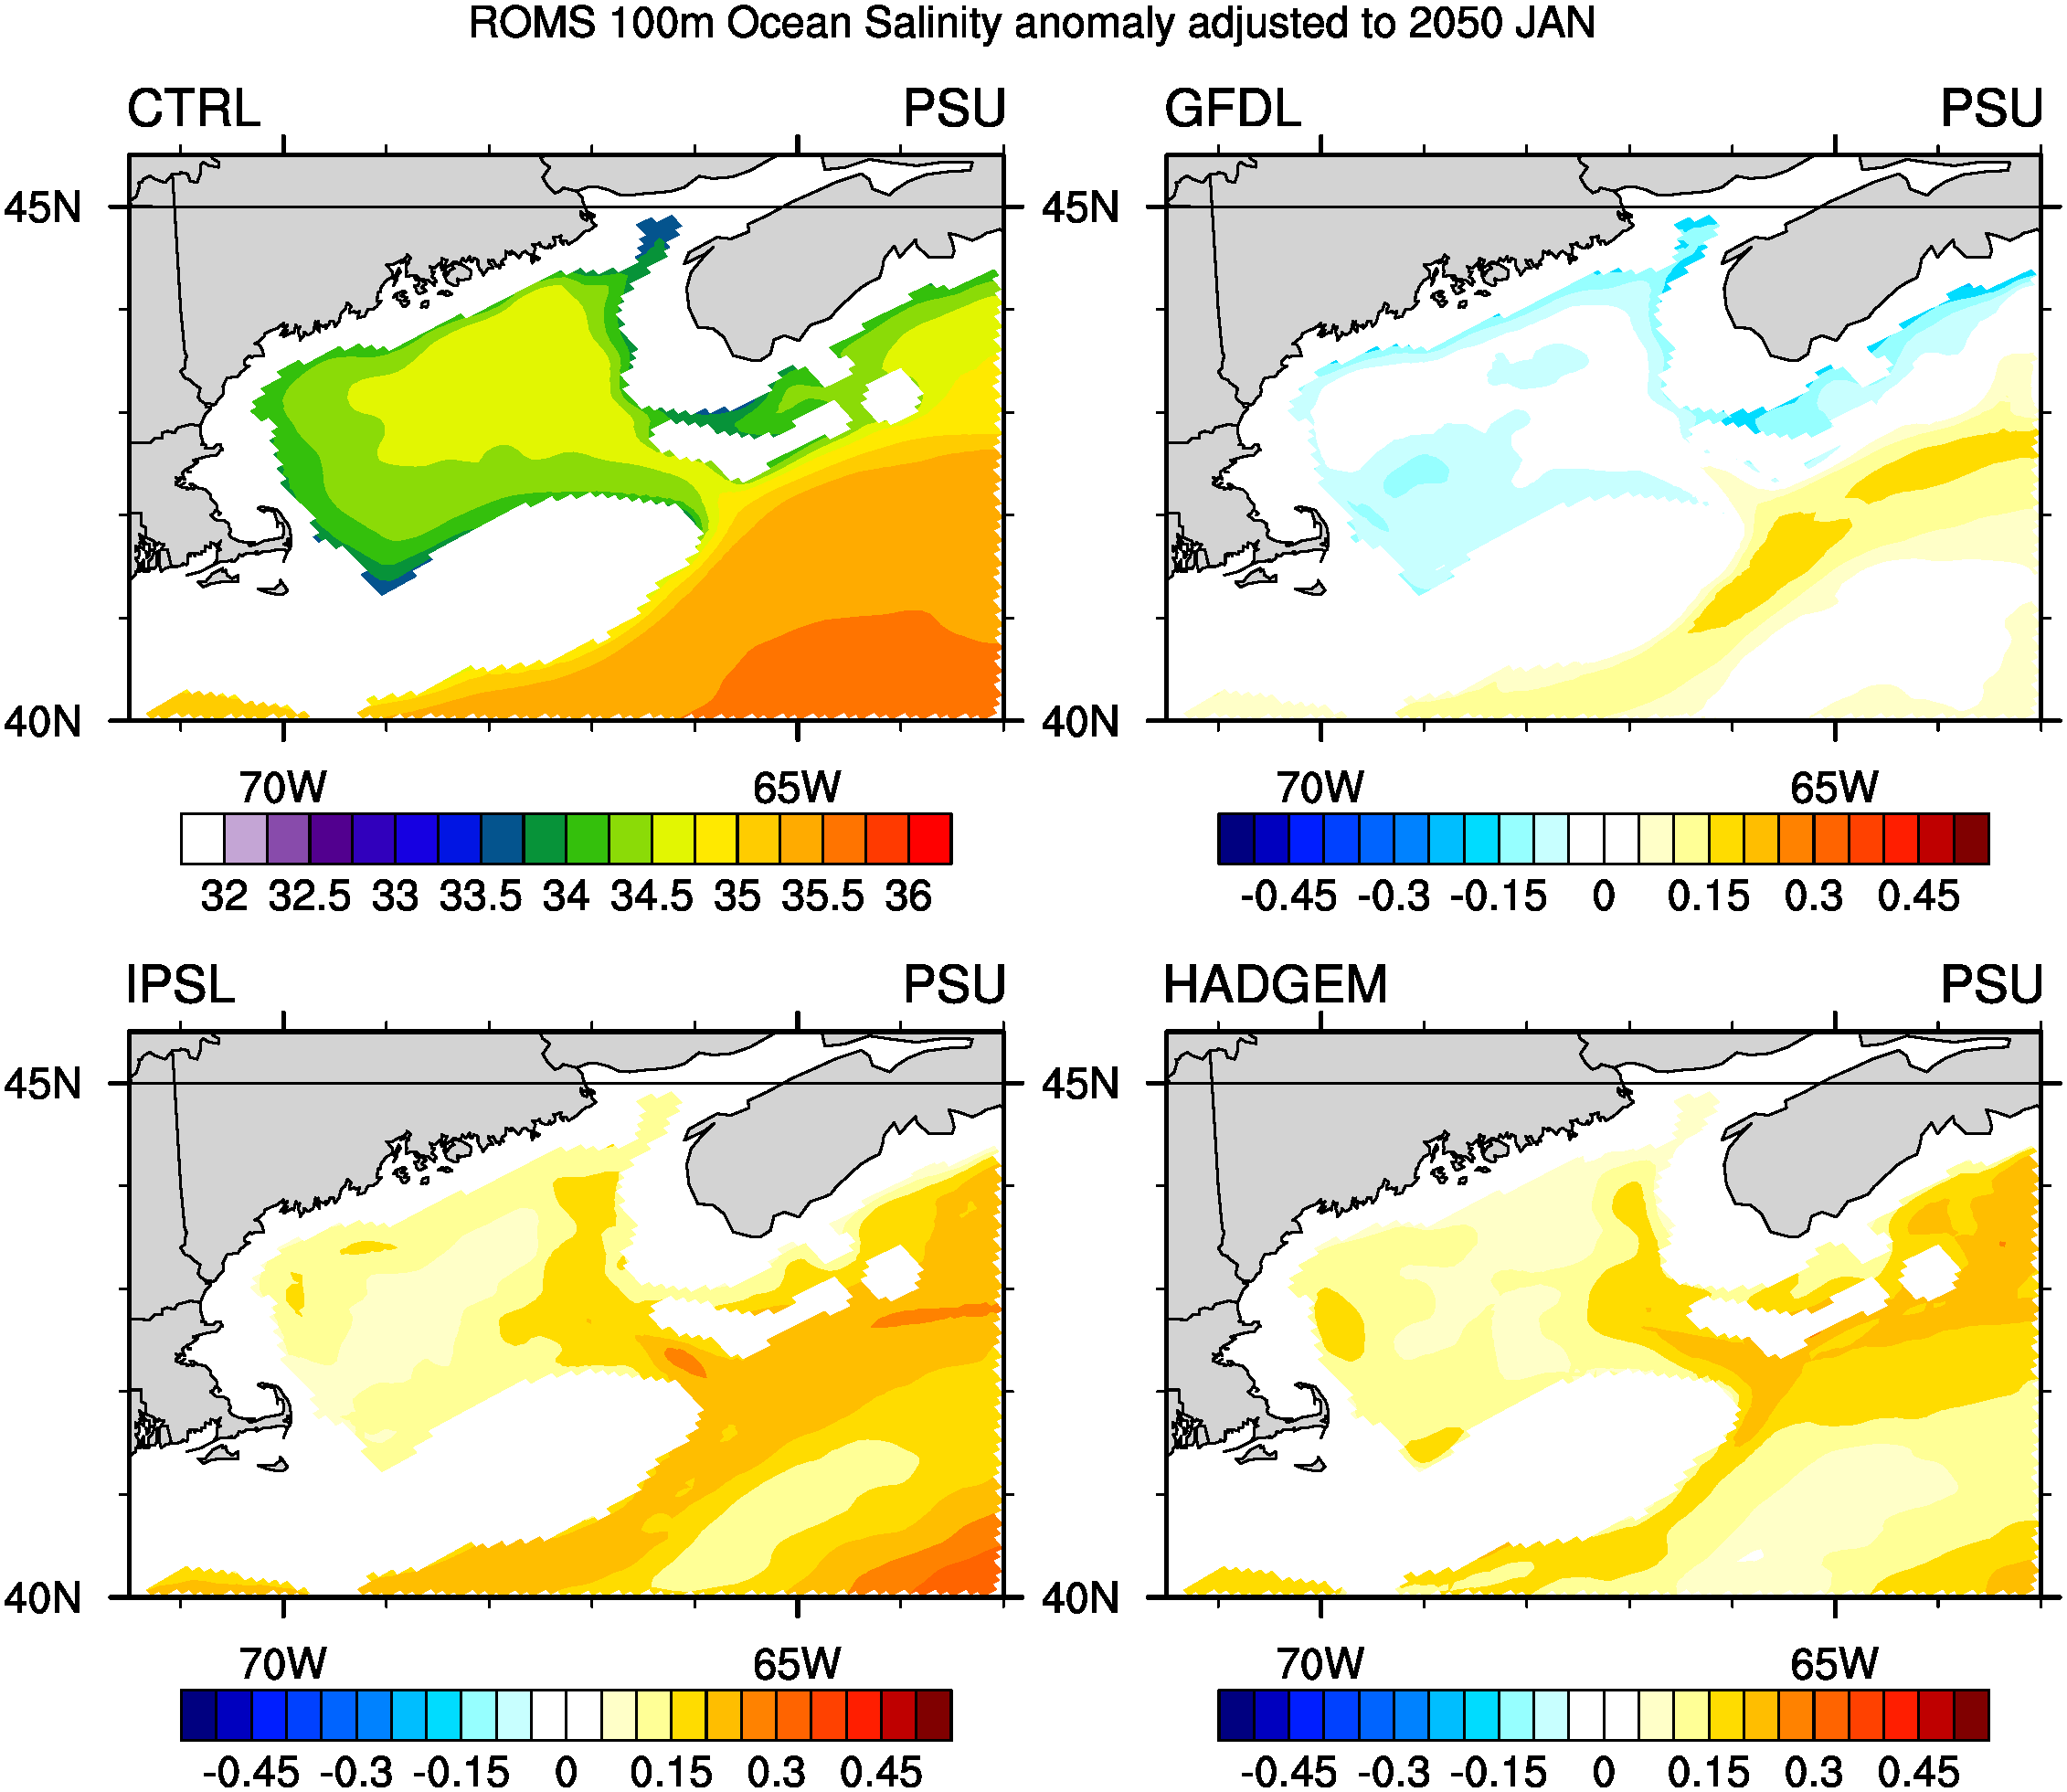 ROMS 100m Ocean Salinity anomaly adjusted to 2050 JAN
CTRL PSU GFDL PSU
45N 45N
40N 40N
70W 65W 70W 65W
32 32.5 33 33.5 34 34.5 35 35.5 36 -0.45 -0.3 -0.15 0 0.15 0.3 0.45
IPSL PSU HADGEM PSU
45N 45N
40N 40N
70W 65W 70W 65W
-0.45 -0.3 -0.15 0 0.15 0.3 0.45 -0.45 -0.3 -0.15 0 0.15 0.3 0.45